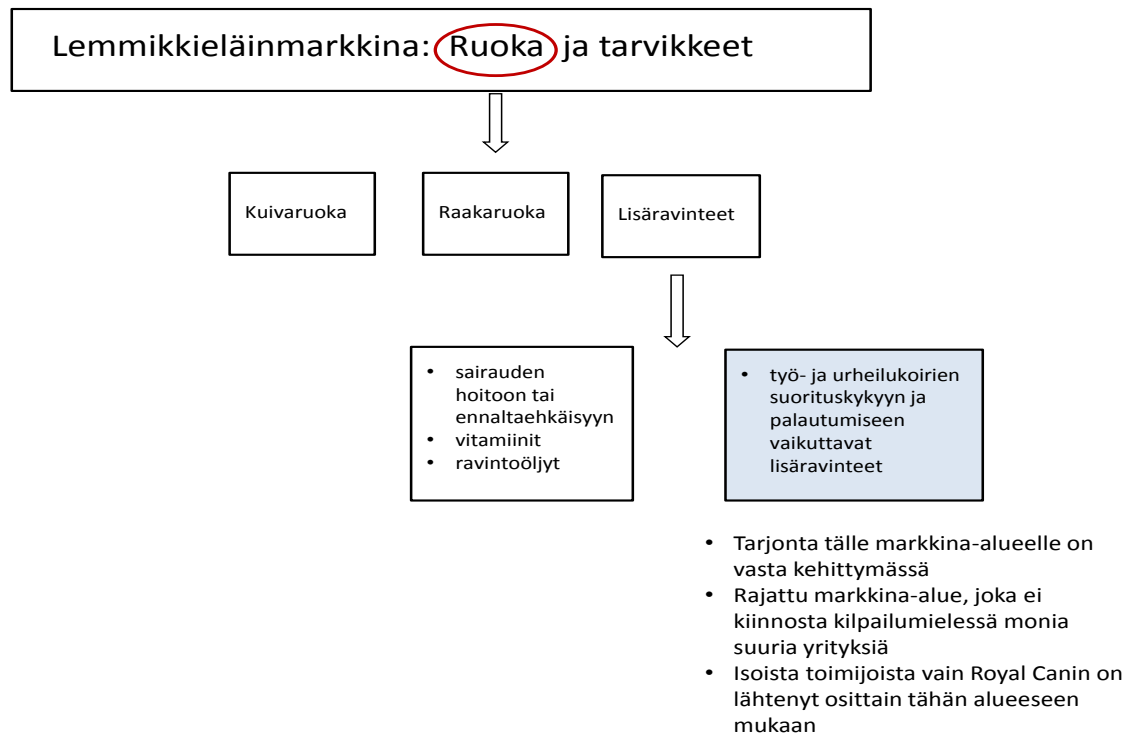 Lemmikkieläinmarkkina: Ruoka ja tarvikkeet
Kuivaruoka
Raakaruoka
Lisäravinteet
• sairauden
hoitoon tai
ennaltaehkäisyyn
• vitamiinit
• ravintoöljyt
• työ- ja urheilukoirien
suorituskykyyn ja
palautumiseen
vaikuttavat
lisäravinteet
• Tarjonta tälle markkina-alueelle on
vasta kehittymässä
• Rajattu markkina-alue, joka ei
kiinnosta kilpailumielessä monia
suuria yrityksiä
• Isoista toimijoista vain Royal Canin on
lähtenyt osittain tähän alueeseen
mukaan